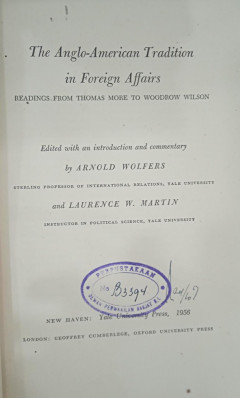 The Anglo-American Tradition
in Foreign Affairs
READINGS FROM THOMAS MORE TO WOODROW WILSON
Edited with an introduction and commentary
by ARNOLD WOLFERS
STERLING PROFESSOR OF INTERNATIONAL RELATIONS, YALE UNIVERSITY
and LAURENCE W. MARTIN
INSTRUCTOR IN POLITICAL SCIENCE, YALE UNIVERSITY
PERPUSTAKAAN
B3394
NEW HAVEN: Yale University Press, 1956
LONDON: GEOFFREY CUMBERLEGE, OXFORD UNIVERSITY PRESS